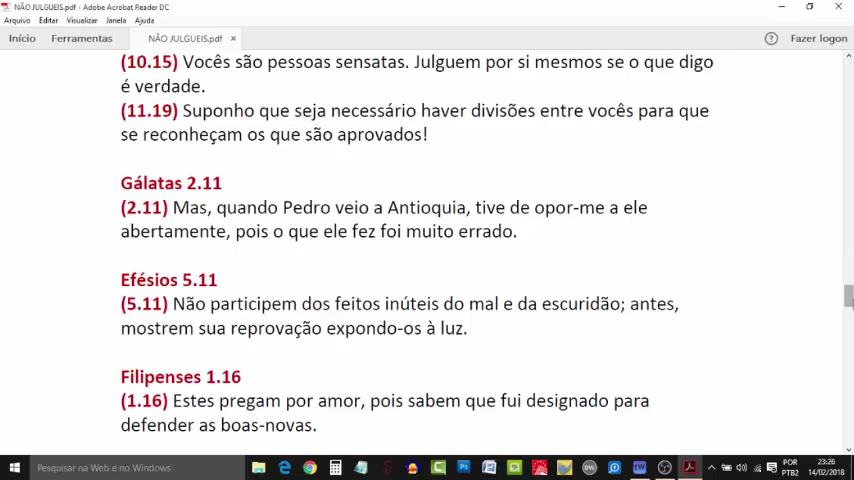 NÃO JULGUEIS.pdf - Adobe Acrobat Reader DC
Arquivo Editar Visualizar Janela Ajuda
Início Ferramentas NÃO JULGUEIS.pdf × ? Fazer logon
(10.15) Vocês são pessoas sensatas. Julguem por si mesmos se o que digo
é verdade.
(11.19) Suponho que seja necessário haver divisões entre vocês para que
se reconheçam os que são aprovados!
Gálatas 2.11
(2.11) Mas, quando Pedro veio a Antioquia, tive de opor-me a ele
abertamente, pois o que ele fez foi muito errado.
Efésios 5.11
(5.11) Não participem dos feitos inúteis do mal e da escuridão; antes,
mostrem sua reprovação expondo-os à luz.
Filipenses 1.16
(1.16) Estes pregam por amor, pois sabem que fui designado para
defender as boas-novas.
Pesquisar na Web e no Windows
POR
PTB2
23:26
14/02/2018